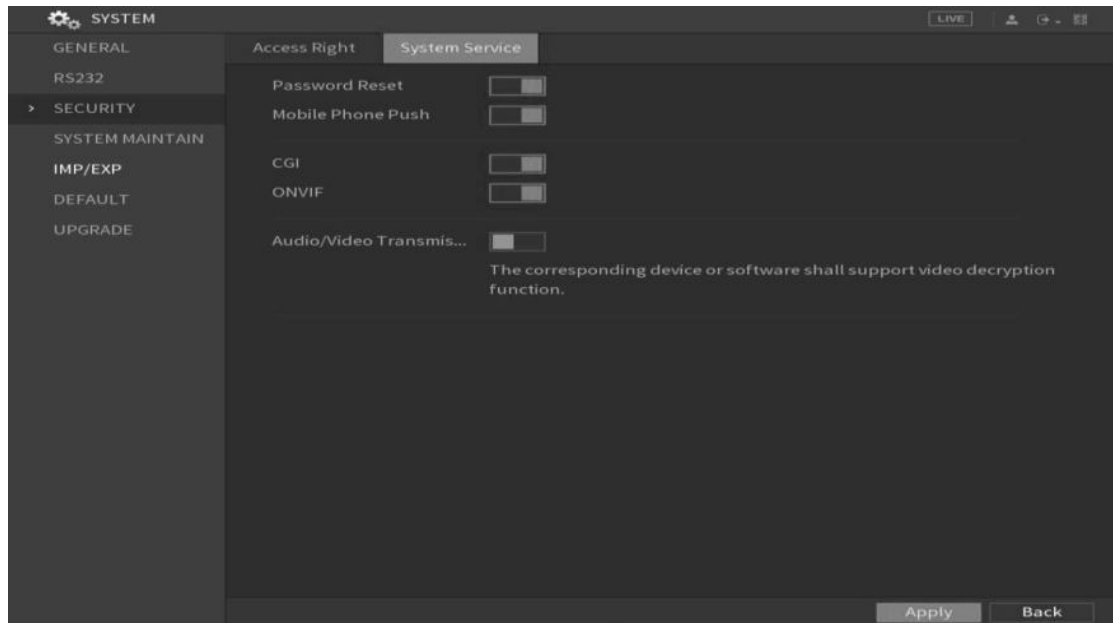 SYSTEM
LIVE
GENERAL
RS232
> SECURITY
SYSTEM MAINTAIN
IMP/EXP
DEFAULT
UPGRADE
Access Right
System Service
Password Reset
Mobile Phone Push
CGI
ONVIF
Audio/Video Transmis...
The corresponding device or software shall support video decryption
function.
Apply
Back